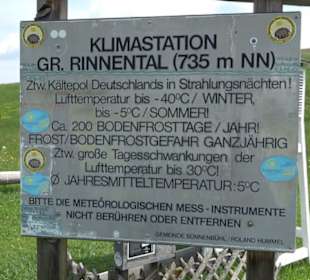 KLIMASTATION
GR. RINNENTAL (735 m NN)
Ztw. Kältepol Deutschlands in Strahlungsnächten!
Lufttemperatur bis -40°C / WINTER,
bis -5°C / SOMMER!
Ca. 200 BODENFROSTTAGE / JAHR!
FROST/BODENFROSTGEFAHR GANZJÄHRIG
Ztw. große Tagesschwankungen der
Lufttemperatur bis 30°C!
Ø JAHRESMITTELTEMPERATUR: 5°C
BITTE DIE METEÓROLOGISCHEN MESS - INSTRUMENTE
NICHT BERÜHREN ODER ENTFERNEN
GEMEINDE SONNENBÜHL / ROLAND HUMMEL